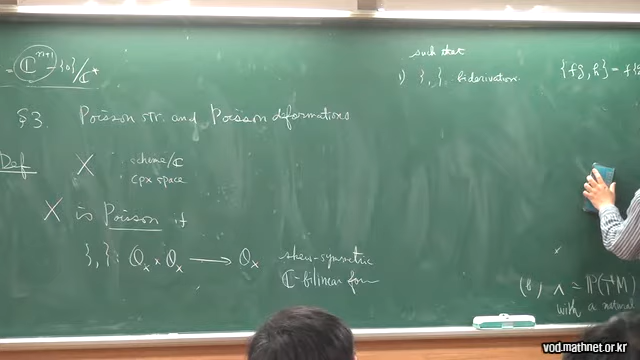 = ℂⁿ⁺¹ - {0} / ℂ*
§3. Poisson str. and Poisson deformations
Def X scheme/ℂ
cpx space
X is Poisson if
{ , } : O_X × O_X → O_X skew-symmetric
ℂ-bilinear form
such that
1) { , } biderivation. {fg, h} = f{g
(B) = P(T*M)
with a natural
vod.mathnet.or.kr